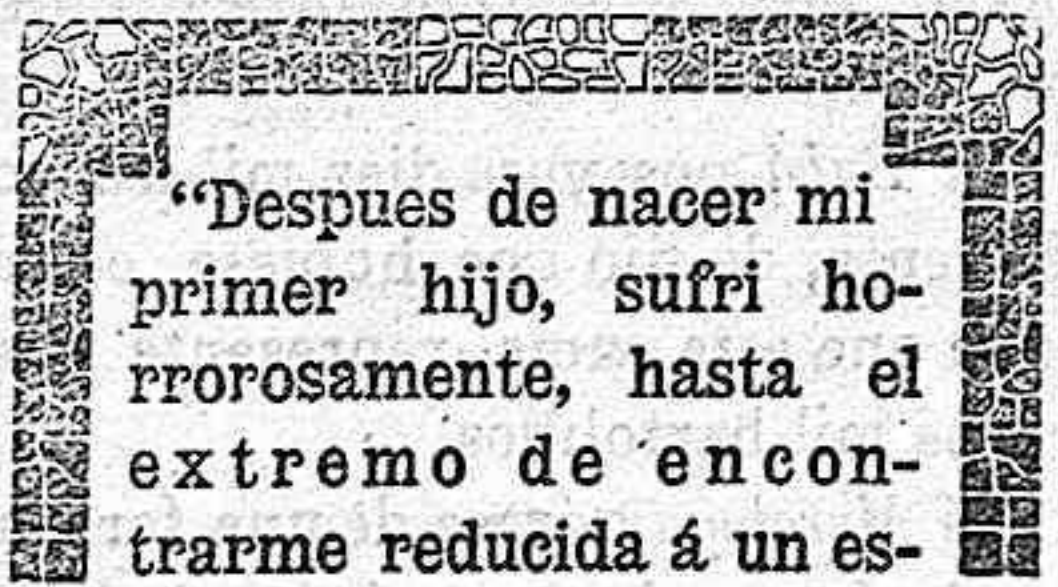 “Despues de nacer mi
primer hijo, sufri ho-
rrorosamente, hasta el
extremo de encon-
trarme reducida á un es-